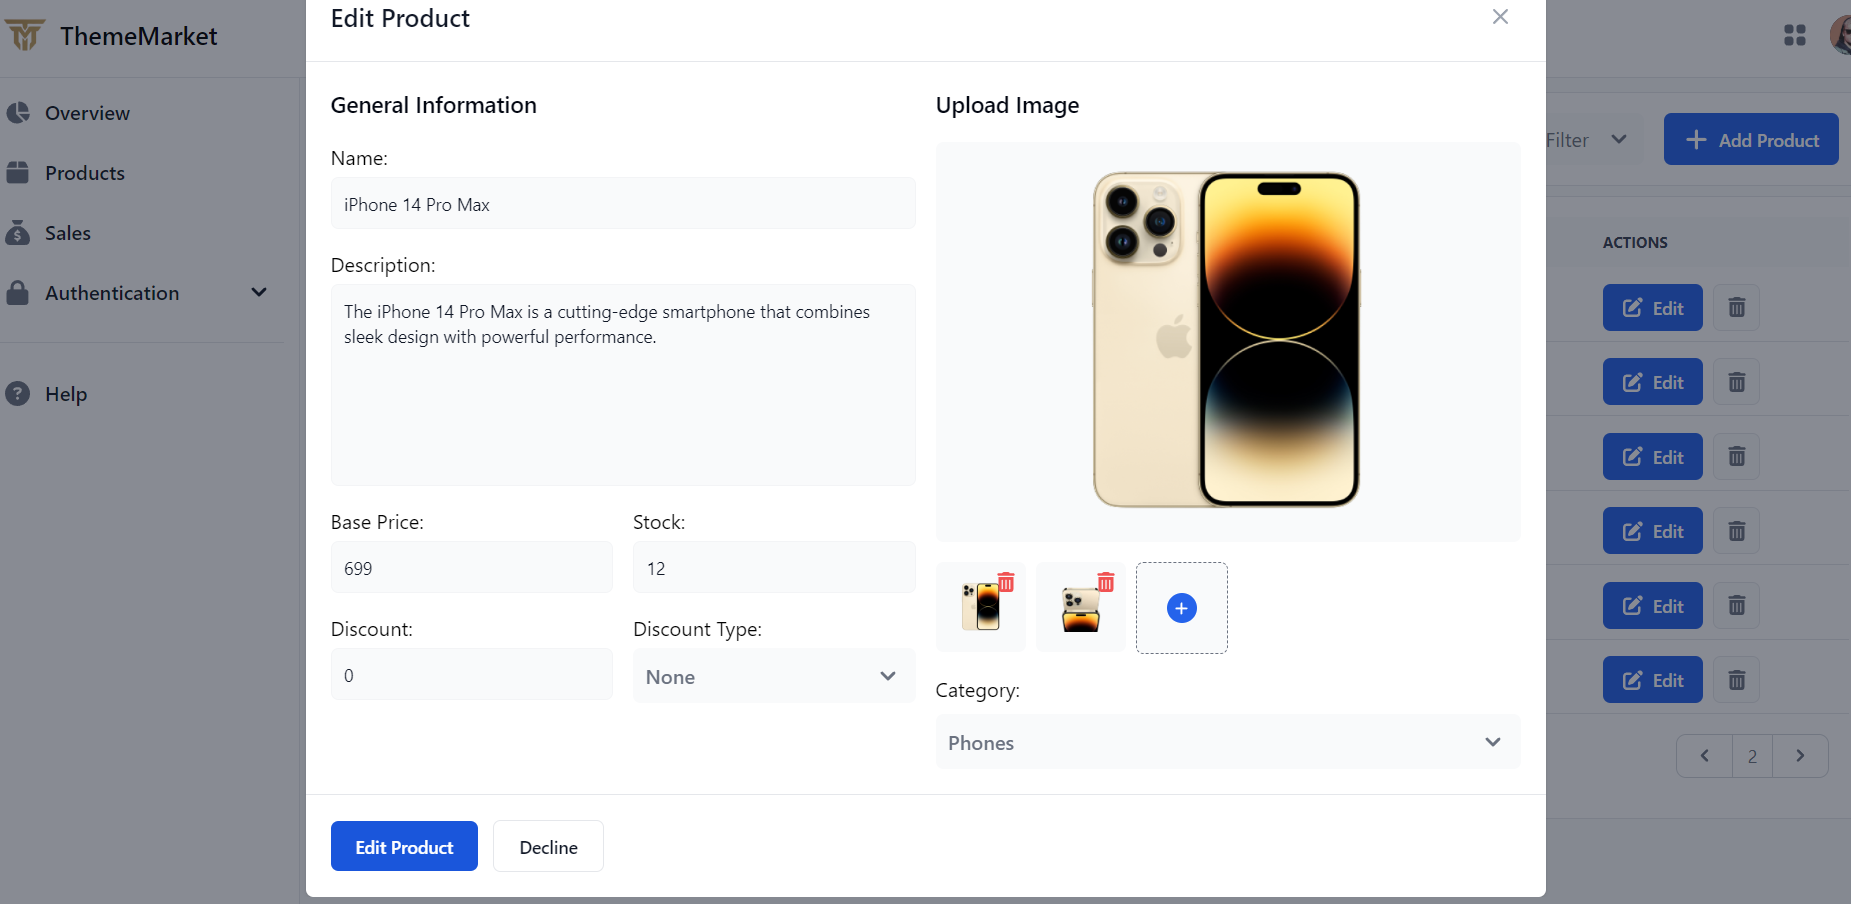 ThemeMarket
Overview
Products
Sales
Authentication
Help
Edit Product
General Information
Name:
iPhone 14 Pro Max
Description:
The iPhone 14 Pro Max is a cutting-edge smartphone that combines
sleek design with powerful performance.
Base Price:
Stock:
699
12
Discount:
Discount Type:
0
None
Upload Image
Category:
Phones
Edit Product
Decline
Filter
Add Product
ACTIONS
Edit
Edit
Edit
Edit
Edit
Edit
2